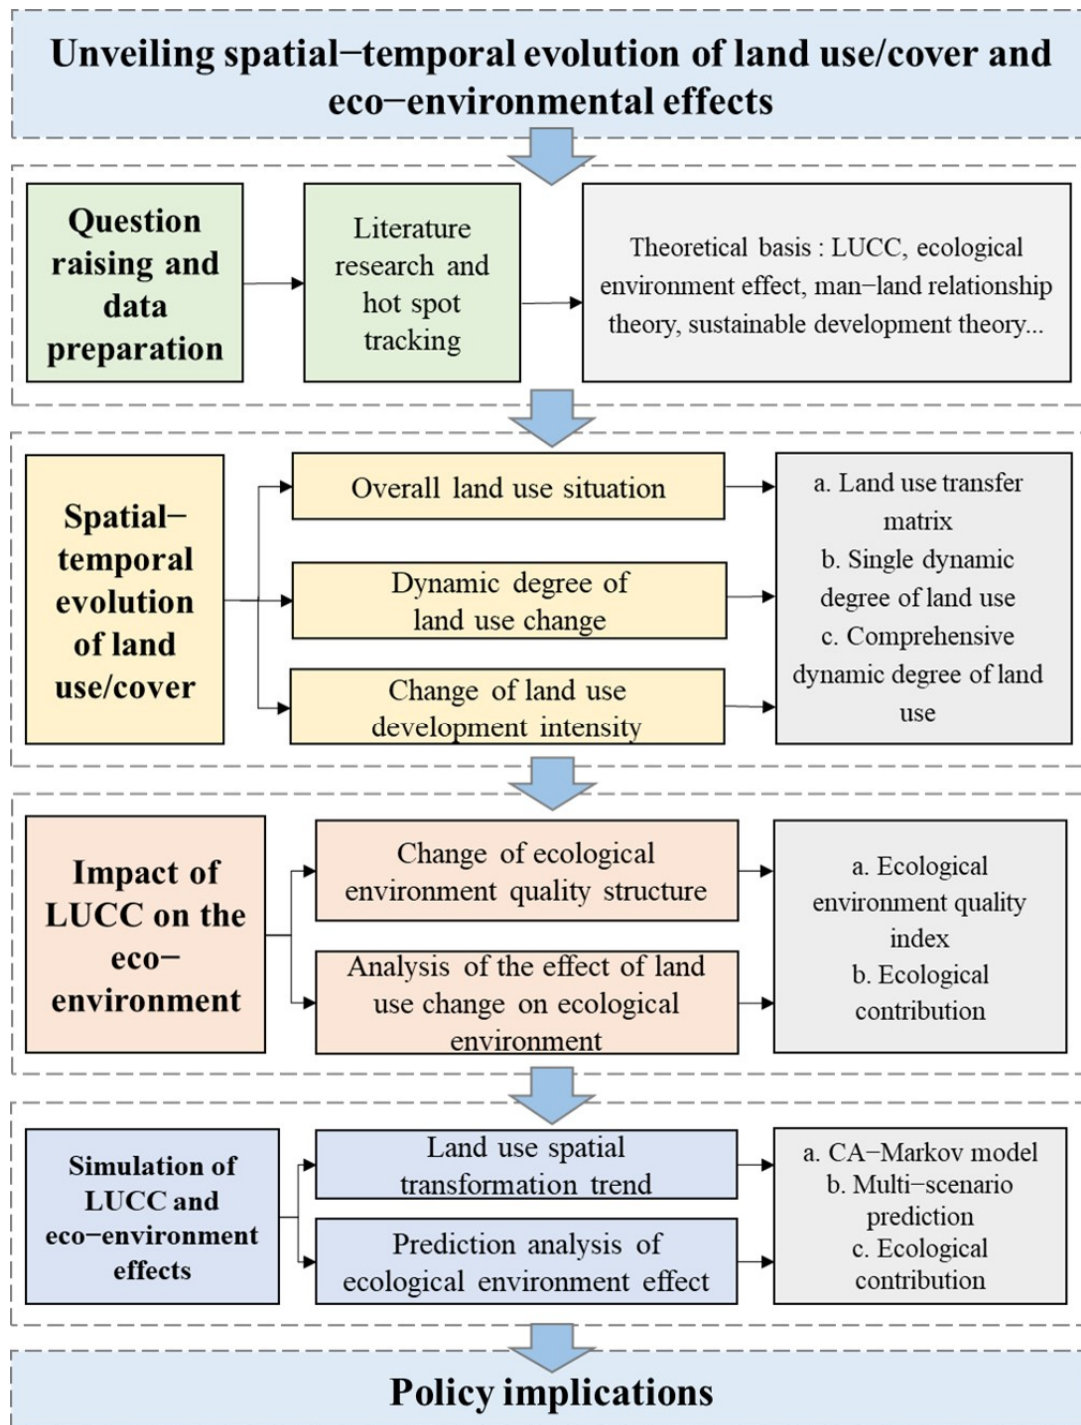 Unveiling spatial−temporal evolution of land use/cover and
eco−environmental effects
Question
raising and
data
preparation
Literature
research and
hot spot
tracking
Theoretical basis : LUCC, ecological
environment effect, man−land relationship
theory, sustainable development theory...
Spatial−
temporal
evolution
of land
use/cover
Overall land use situation
Dynamic degree of
land use change
Change of land use
development intensity
a. Land use transfer
matrix
b. Single dynamic
degree of land use
c. Comprehensive
dynamic degree of land
use
Impact of
LUCC on the
eco−
environment
Change of ecological
environment quality structure
Analysis of the effect of land
use change on ecological
environment
a. Ecological
environment quality
index
b. Ecological
contribution
Simulation of
LUCC and
eco−environment
effects
Land use spatial
transformation trend
Prediction analysis of
ecological environment effect
a. CA−Markov model
b. Multi−scenario
prediction
c. Ecological
contribution
Policy implications